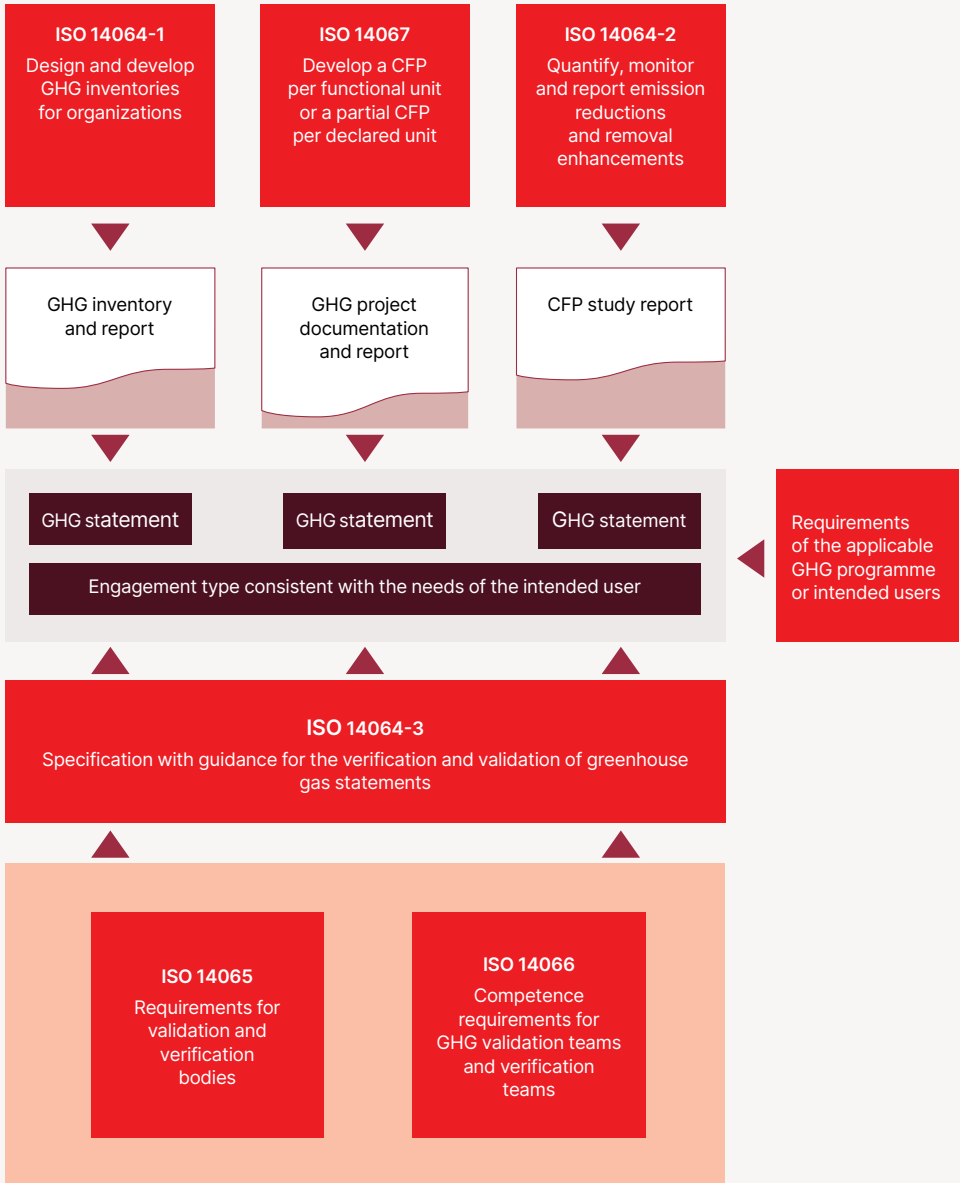 ISO 14064-1
Design and develop
GHG inventories
for organizations
ISO 14067
Develop a CFP
per functional unit
or a partial CFP
per declared unit
ISO 14064-2
Quantify, monitor
and report emission
reductions
and removal
enhancements
GHG inventory
and report
GHG project
documentation
and report
CFP study report
GHG statement
GHG statement
GHG statement
Engagement type consistent with the needs of the intended user
Requirements
of the applicable
GHG programme
or intended users
ISO 14064-3
Specification with guidance for the verification and validation of greenhouse
gas statements
ISO 14065
Requirements for
validation and
verification
bodies
ISO 14066
Competence
requirements for
GHG validation teams
and verification
teams